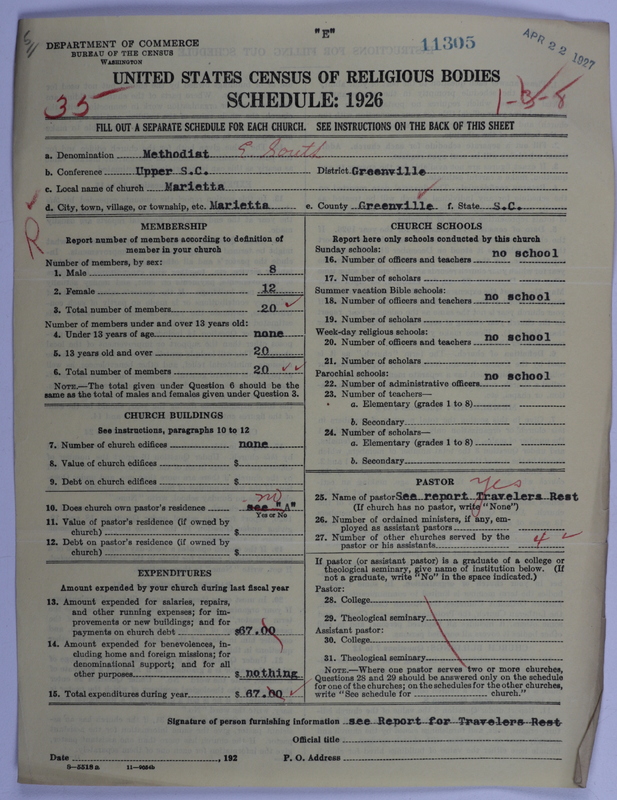 "E"
DEPARTMENT OF COMMERCE
BUREAU OF THE CENSUS
WASHINGTON
11305
APR 22 1927
UNITED STATES CENSUS OF RELIGIOUS BODIES
SCHEDULE: 1926
35
1-8-8
FILL OUT A SEPARATE SCHEDULE FOR EACH CHURCH. SEE INSTRUCTIONS ON THE BACK OF THIS SHEET
a. Denomination Methodist E South
b. Conference Upper S.C. District Greenville
c. Local name of church Marietta
d. City, town, village, or township, etc. Marietta e. County Greenville f. State S.C.
R
MEMBERSHIP
Report number of members according to definition of
member in your church
Number of members, by sex:
1. Male 8
2. Female 12
3. Total number of members 20
Number of members under and over 13 years old:
4. Under 13 years of age none
5. 13 years old and over 20
6. Total number of members 20
NOTE.—The total given under Question 6 should be the
same as the total of males and females given under Question 3.
CHURCH BUILDINGS
See instructions, paragraphs 10 to 12
7. Number of church edifices none
8. Value of church edifices $
9. Debt on church edifices $
no
10. Does church own pastor's residence see "A"
Yes or No
11. Value of pastor's residence (if owned by
church) $
12. Debt on pastor's residence (if owned by
church) $
EXPENDITURES
Amount expended by your church during last fiscal year
13. Amount expended for salaries, repairs,
and other running expenses; for im-
provements or new buildings; and for
payments on church debt $67.00
14. Amount expended for benevolences, in-
cluding home and foreign missions; for
denominational support; and for all
other purposes $ nothing
15. Total expenditures during year $ 67.00
CHURCH SCHOOLS
Report here only schools conducted by this church
Sunday schools:
16. Number of officers and teachers no school
17. Number of scholars
Summer vacation Bible schools:
18. Number of officers and teachers no school
19. Number of scholars
Week-day religious schools:
20. Number of officers and teachers no school
21. Number of scholars
Parochial schools:
22. Number of administrative officers no school
23. Number of teachers—
a. Elementary (grades 1 to 8)
b. Secondary
24. Number of scholars—
a. Elementary (grades 1 to 8)
b. Secondary
PASTOR
yes
25. Name of pastor See report Travelers Rest
(If church has no pastor, write "None")
26. Number of ordained ministers, if any, em-
ployed as assistant pastors
27. Number of other churches served by the
pastor or his assistants 4
If pastor (or assistant pastor) is a graduate of a college or
theological seminary, give name of institution below. (If
not a graduate, write "No" in the space indicated.)
Pastor:
28. College
29. Theological seminary
Assistant pastor:
30. College
31. Theological seminary
NOTE.—Where one pastor serves two or more churches,
Questions 28 and 29 should be answered only on the schedule
for one of the churches; on the schedules for the other churches,
write "See schedule for church."
Signature of person furnishing information see Report for Travelers Rest
Official title
Date , 192 P. O. Address
8—5518 a 11—9054b